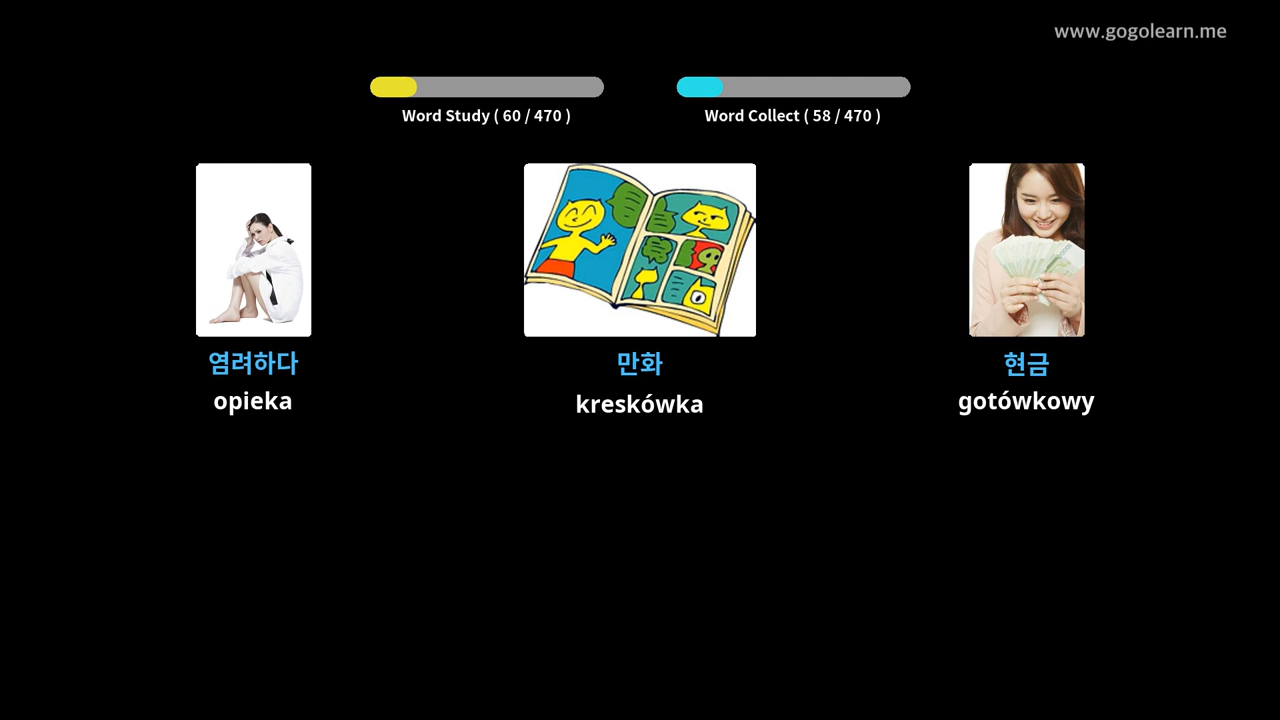 www.gogolearn.me
Word Study ( 60 / 470 )
Word Collect ( 58 / 470 )
염려하다
만화
현금
opieka
kreskówka
gotówkowy